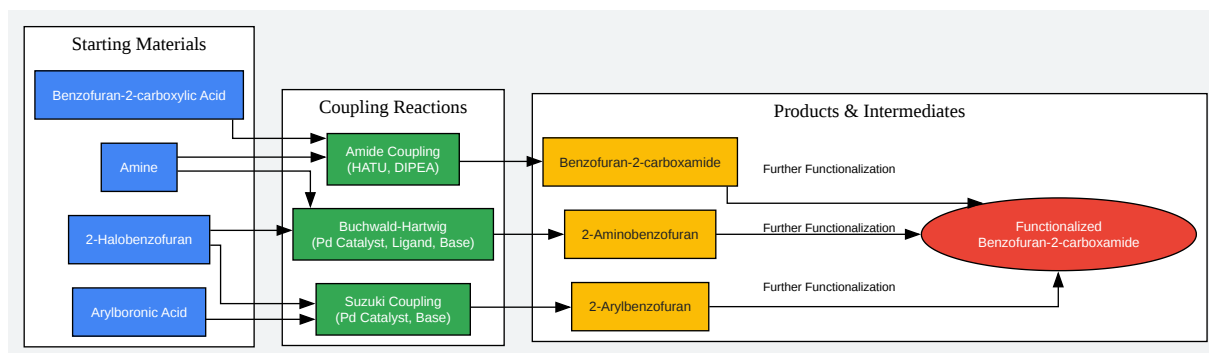 Starting Materials
Benzofuran-2-carboxylic Acid
Amine
2-Halobenzofuran
Arylboronic Acid
Coupling Reactions
Amide Coupling
(HATU, DIPEA)
Buchwald-Hartwig
(Pd Catalyst, Ligand, Base)
Suzuki Coupling
(Pd Catalyst, Base)
Products & Intermediates
Benzofuran-2-carboxamide
2-Aminobenzofuran
2-Arylbenzofuran
Further Functionalization
Further Functionalization
Further Functionalization
Functionalized
Benzofuran-2-carboxamide